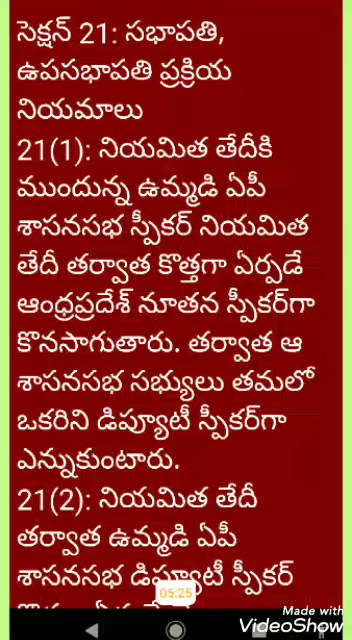 సెక్షన్ 21: సభాపతి,
ఉపసభాపతి ప్రక్రియ
నియమాలు
21(1): నియమిత తేదీకి
ముందున్న ఉమ్మడి ఏపీ
శాసనసభ స్పీకర్ నియమిత
తేదీ తర్వాత కొత్తగా ఏర్పడే
ఆంధ్రప్రదేశ్ నూతన స్పీకర్‌గా
కొనసాగుతారు. తర్వాత ఆ
శాసనసభ సభ్యులు తమలో
ఒకరిని డిప్యూటీ స్పీకర్‌గా
ఎన్నుకుంటారు.
21(2): నియమిత తేదీ
తర్వాత ఉమ్మడి ఏపీ
శాసనసభ డిప్యూటీ స్పీకర్
05:25
Made with
VideoShow